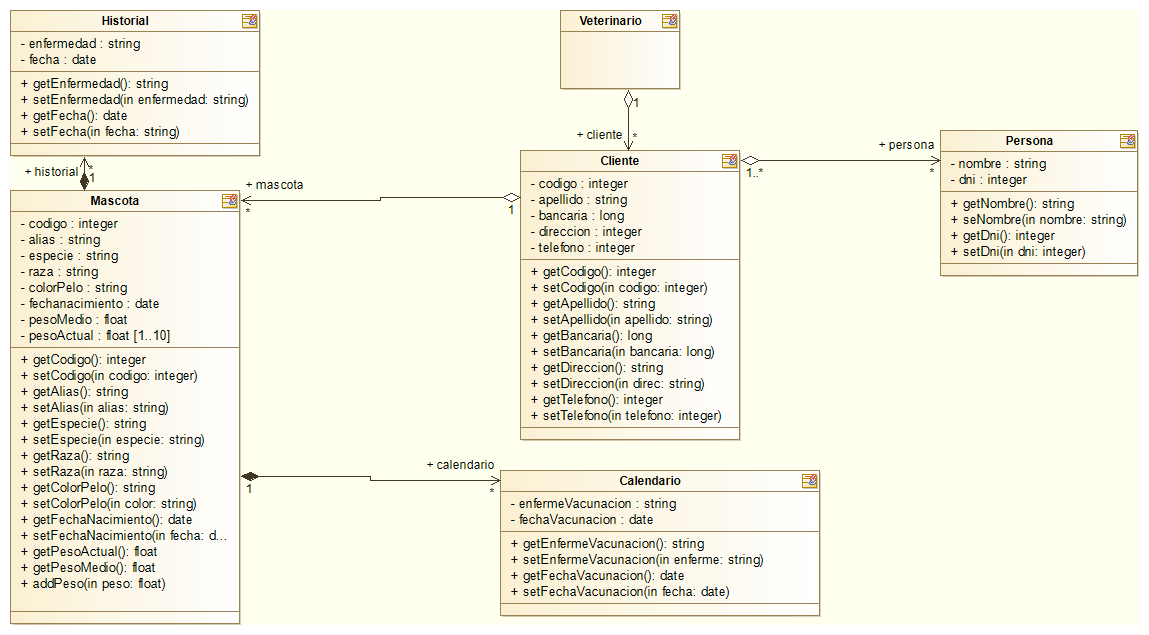 Historial
- enfermedad : string
- fecha : date
+ getEnfermedad(): string
+ setEnfermedad(in enfermedad: string)
+ getFecha(): date
+ setFecha(in fecha: string)
+ historial
*
1
Veterinario
1
+ cliente
*
Mascota
- codigo : integer
- alias : string
- especie : string
- raza : string
- colorPelo : string
- fechanacimiento : date
- pesoMedio : float
- pesoActual : float [1..10]
+ getCodigo(): integer
+ setCodigo(in codigo: integer)
+ getAlias(): string
+ setAlias(in alias: string)
+ getEspecie(): string
+ setEspecie(in especie: string)
+ getRaza(): string
+ setRaza(in raza: string)
+ getColorPelo(): string
+ setColorPelo(in color: string)
+ getFechaNacimiento(): date
+ setFechaNacimiento(in fecha: d...
+ getPesoActual(): float
+ getPesoMedio(): float
+ addPeso(in peso: float)
+ mascota
*
1
Cliente
- codigo : integer
- apellido : string
- bancaria : long
- direccion : integer
- telefono : integer
+ getCodigo(): integer
+ setCodigo(in codigo: integer)
+ getApellido(): string
+ setApellido(in apellido: string)
+ getBancaria(): long
+ setBancaria(in bancaria: long)
+ getDireccion(): string
+ setDireccion(in direc: string)
+ getTelefono(): integer
+ setTelefono(in telefono: integer)
1..*
+ persona
*
Persona
- nombre : string
- dni : integer
+ getNombre(): string
+ seNombre(in nombre: string)
+ getDni(): integer
+ setDni(in dni: integer)
1
+ calendario
*
Calendario
- enfermeVacunacion : string
- fechaVacunacion : date
+ getEnfermeVacunacion(): string
+ setEnfermeVacunacion(in enferme: string)
+ getFechaVacunacion(): date
+ setFechaVacunacion(in fecha: date)